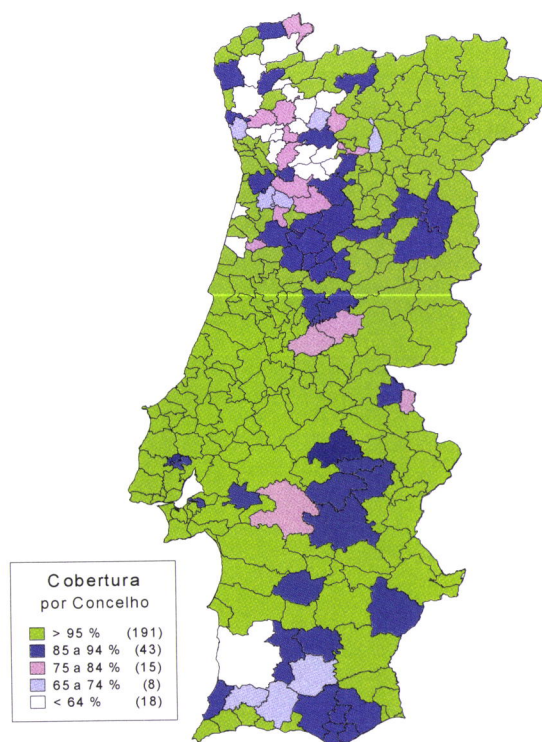 Cobertura
por Concelho
> 95 % (191)
85 a 94 % (43)
75 a 84 % (15)
65 a 74 % (8)
< 64 % (18)